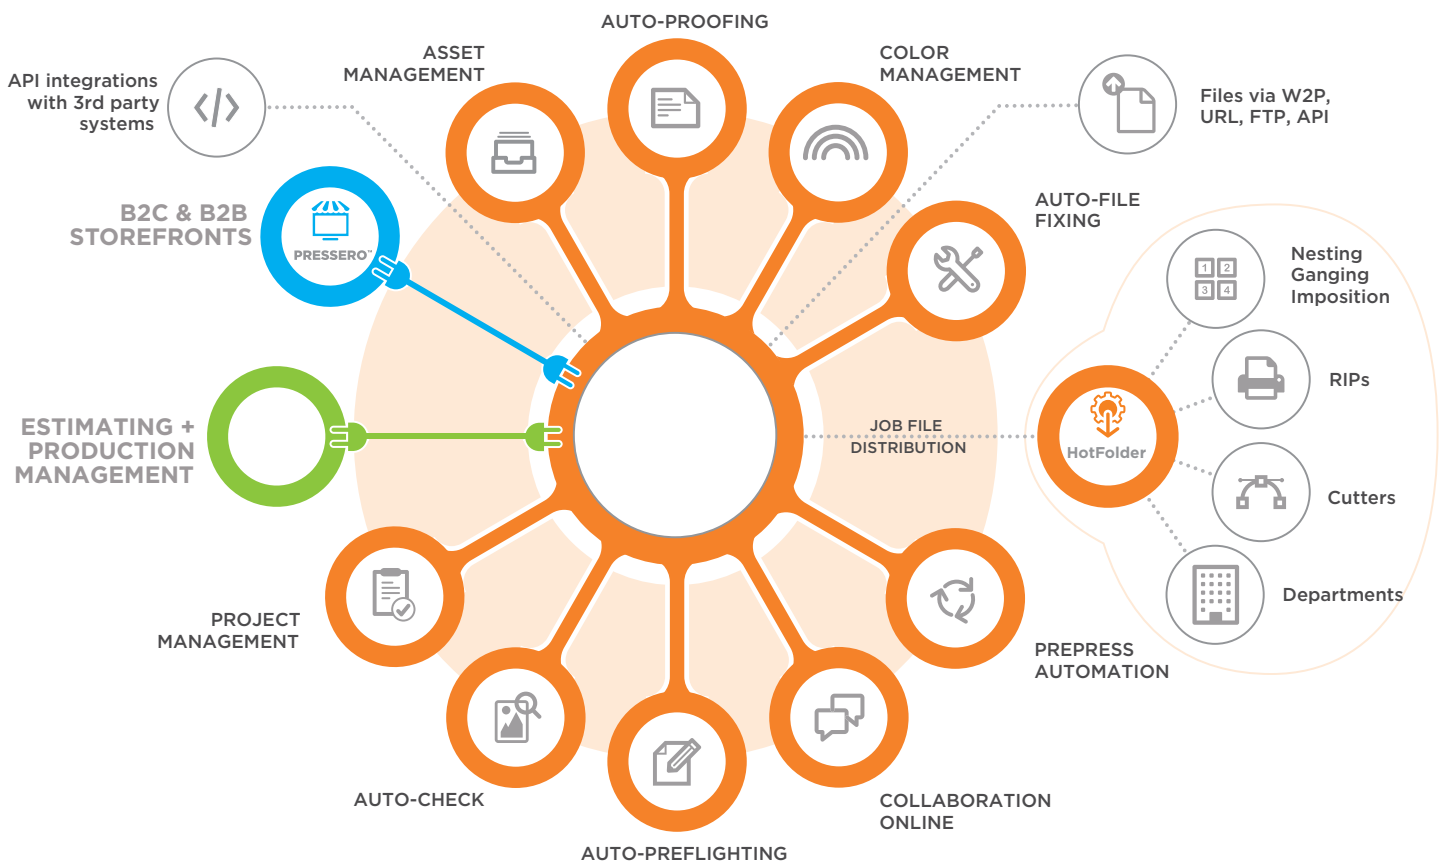 AUTO-PROOFING
ASSET
MANAGEMENT
COLOR
MANAGEMENT
API integrations
with 3rd party
systems
</>
Files via W2P,
URL, FTP, API
B2C & B2B
STOREFRONTS
PRESSERO™
AUTO-FILE
FIXING
1 2
3 4
Nesting
Ganging
Imposition
RIPs
ESTIMATING +
PRODUCTION
MANAGEMENT
JOB FILE
DISTRIBUTION
HotFolder
Cutters
Departments
PROJECT
MANAGEMENT
PREPRESS
AUTOMATION
AUTO-CHECK
COLLABORATION
ONLINE
AUTO-PREFLIGHTING